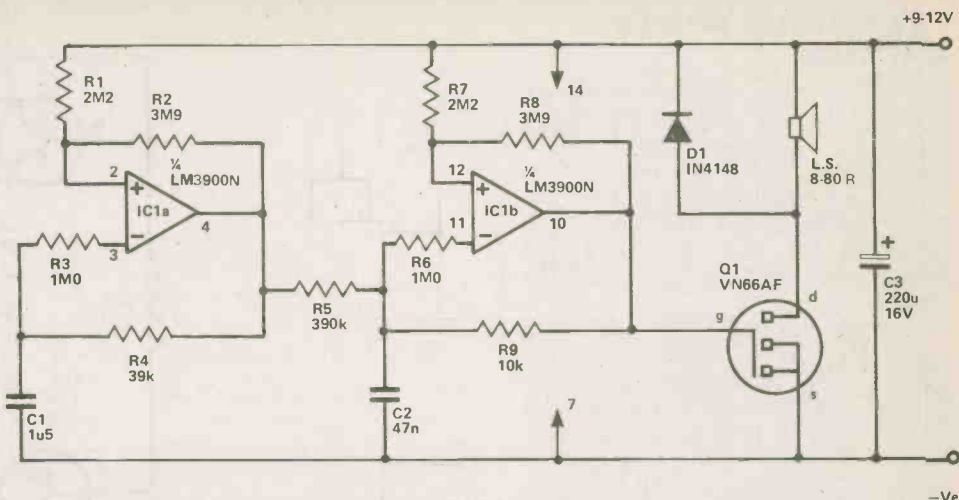 +9-12V
R1
2M2
R2
3M9
¼
LM3900N
2
+
IC1a
4
−
3
R3
1M0
R4
39k
C1
1u5
R5
390k
R7
2M2
R8
3M9
14
¼
LM3900N
12
+
IC1b
10
11
−
R6
1M0
R9
10k
C2
47n
7
D1
IN4148
L.S.
8-80 R
Q1
VN66AF
d
g
s
+
C3
220u
16V
−Ve